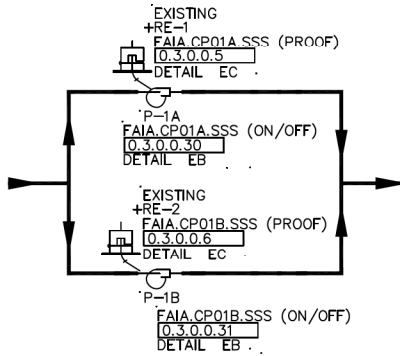 EXISTING
+RE-1
FAIA.CP01A.SSS (PROOF)
0.3.0.0.5
DETAIL EC
P-1A
FAIA.CP01A.SSS (ON/OFF)
0.3.0.0.30
DETAIL EB
EXISTING
+RE-2
FAIA.CP01B.SSS (PROOF)
0.3.0.0.6
DETAIL EC
P-1B
FAIA.CP01B.SSS (ON/OFF)
0.3.0.0.31
DETAIL EB